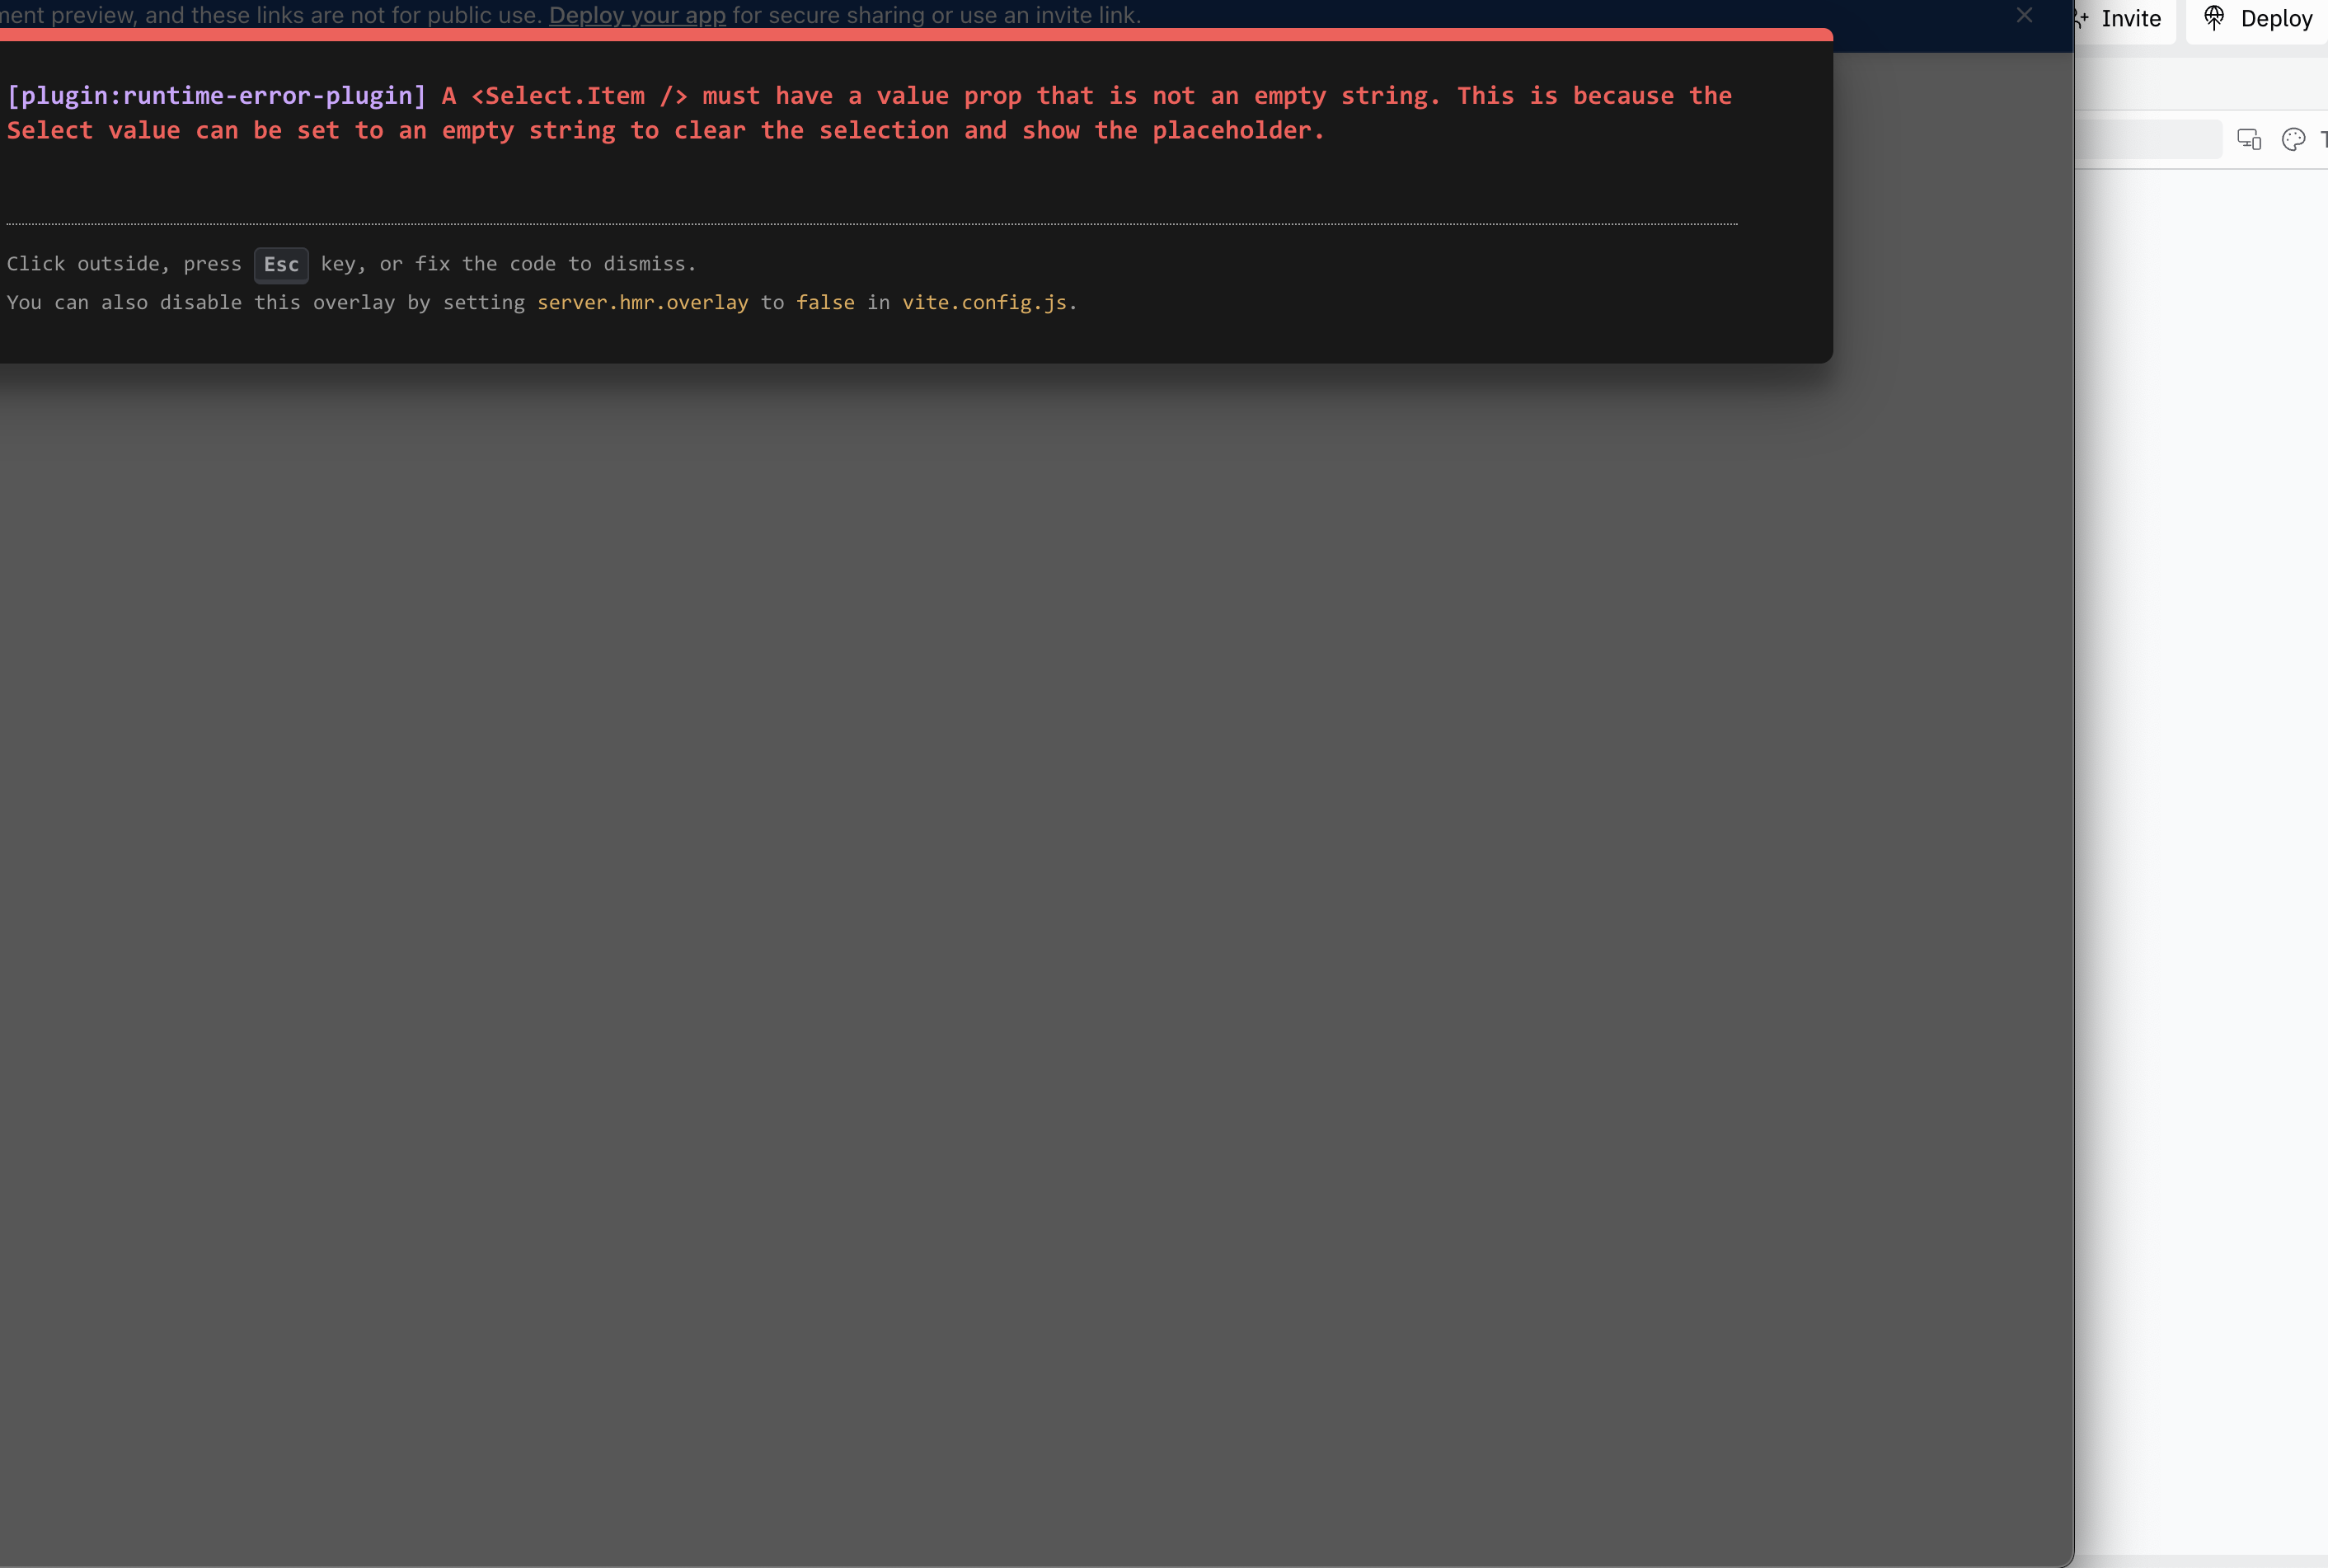 preview, and these links are not for public use. Deploy your app for secure sharing or use an invite link.
Invite
Deploy
[plugin:runtime-error-plugin] A <Select.Item /> must have a value prop that is not an empty string. This is because the
Select value can be set to an empty string to clear the selection and show the placeholder.
Click outside, press Esc key, or fix the code to dismiss.
You can also disable this overlay by setting server.hmr.overlay to false in vite.config.js.